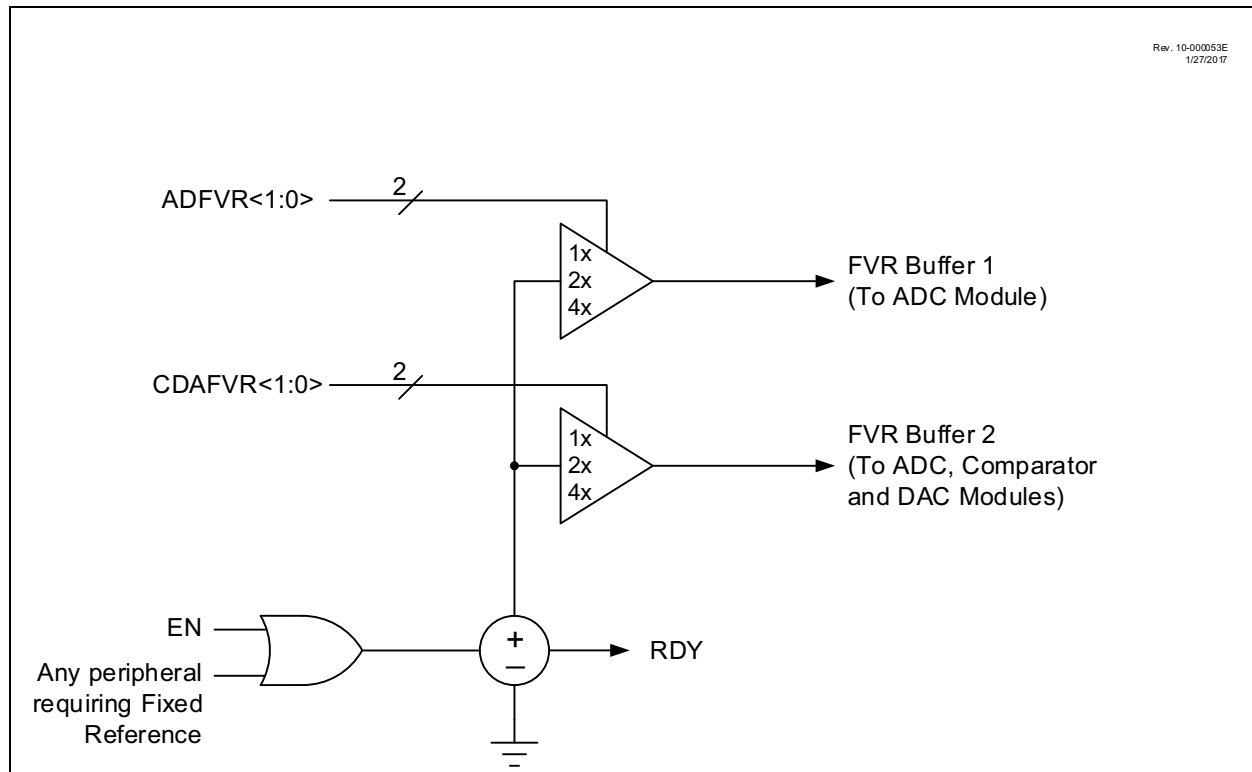 Rev. 10-000053E
1/27/2017
ADFVR<1:0>
2
1x
2x
4x
FVR Buffer 1
(To ADC Module)
CDAFVR<1:0>
2
1x
2x
4x
FVR Buffer 2
(To ADC, Comparator
and DAC Modules)
EN
Any peripheral
requiring Fixed
Reference
+
−
RDY